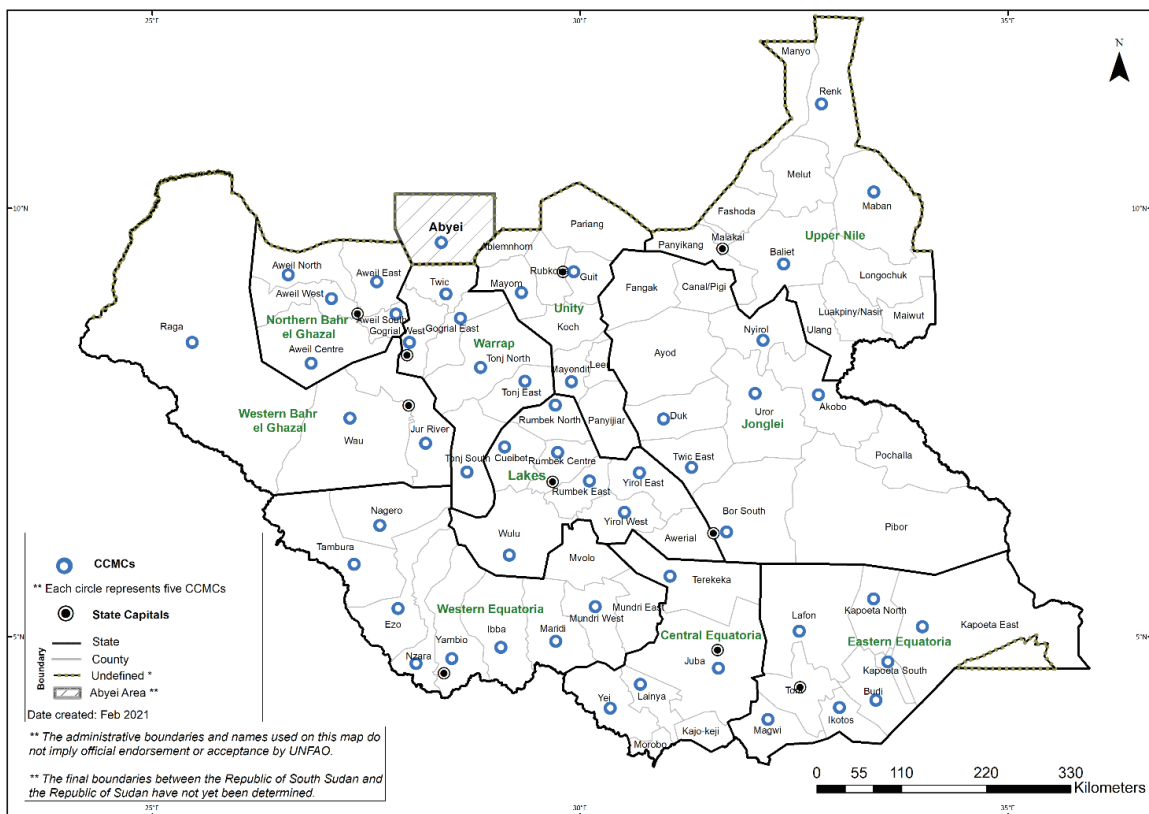 25°E
30°E
35°E
N
Manyo
Renk
Melut
Maban
10°N
10°N
Fashoda
Abyei
Pariang
Upper Nile
Abiemnhom
Malakal
Panyikang
Baliet
Aweil North
Aweil East
Rubkona
Guit
Longochuk
Twic
Mayom
Fangak
Canal/Pigi
Aweil West
Unity
Luakpiny/Nasir
Maiwut
Northern Bahr
el Ghazal
Aweil South
Gogrial West
Gogrial East
Koch
Nyirol
Ulang
Raga
Warrap
Ayod
Aweil Centre
Tonj North
Mayendit
Leer
Tonj East
Akobo
Western Bahr
el Ghazal
Rumbek North
Panyijiar
Duk
Uror
Jonglei
Wau
Jur River
Pochalla
Tonj South
Cueibet
Rumbek Centre
Twic East
Lakes
Yirol East
Rumbek East
Nagero
Yirol West
Bor South
Pibor
Wulu
Awerial
Tambura
Mvolo
Terekeka
Western Equatoria
Mundri East
Kapoeta North
Ezo
Ibba
Maridi
Mundri West
Lafon
Kapoeta East
5°N
Central Equatoria
Eastern Equatoria
Yambio
Nzara
Juba
Kapoeta South
Torit
Budi
Yei
Lainya
Ikotos
Magwi
Kajo-keji
Morobo
CCMCs
** Each circle represents five CCMCs
State Capitals
Boundary
State
County
Undefined *
Abyei Area **
Date created: Feb 2021
** The administrative boundaries and names used on this map do
not imply official endorsement or acceptance by UNFAO.
** The final boundaries between the Republic of South Sudan and
the Republic of Sudan have not yet been determined.
0 55 110 220 330
Kilometers
5°N
25°E
30°E
35°E